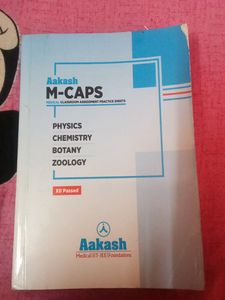 Aakash
M-CAPS
MEDICAL CLASSROOM ASSESSMENT PRACTICE SHEETS
PHYSICS
CHEMISTRY
BOTANY
ZOOLOGY
XII Passed
Aakash
Medical|IIT-JEE|Foundations